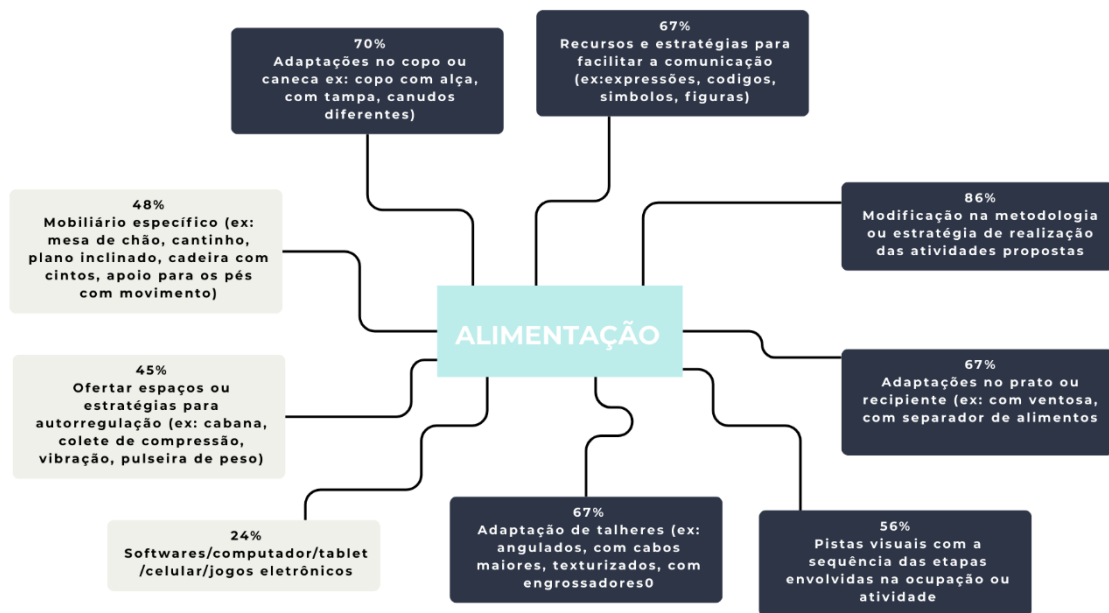 70%
Adaptações no copo ou
caneca ex: copo com alça,
com tampa, canudos
diferentes)
67%
Recursos e estratégias para
facilitar a comunicação
(ex:expressões, codigos,
simbolos, figuras)
48%
Mobiliário específico (ex:
mesa de chão, cantinho,
plano inclinado, cadeira com
cintos, apoio para os pés
com movimento)
86%
Modificação na metodologia
ou estratégia de realização
das atividades propostas
ALIMENTAÇÃO
45%
Ofertar espaços ou
estratégias para
autorregulação (ex: cabana,
colete de compressão,
vibração, pulseira de peso)
67%
Adaptações no prato ou
recipiente (ex: com ventosa,
com separador de alimentos
24%
Softwares/computador/tablet
/celular/jogos eletrônicos
67%
Adaptação de talheres (ex:
angulados, com cabos
maiores, texturizados, com
engrossadores0
56%
Pistas visuais com a
sequência das etapas
envolvidas na ocupação ou
atividade